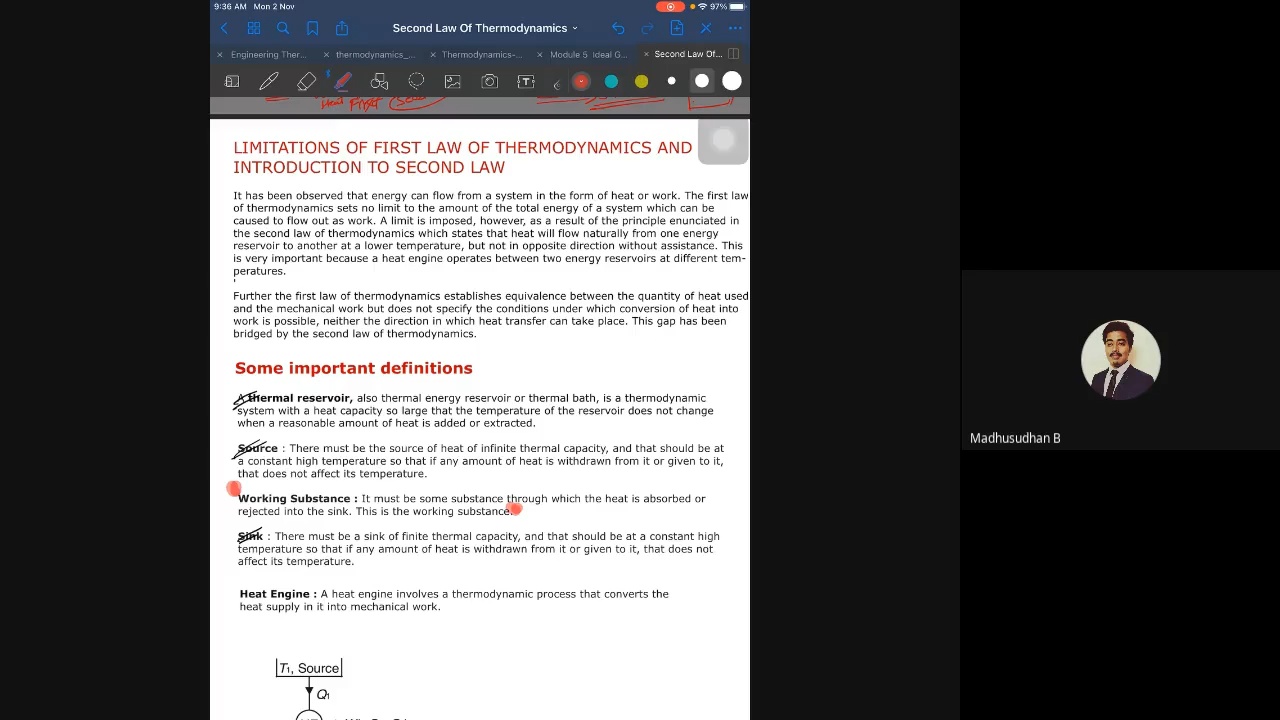 9:36 AM Mon 2 Nov
97%
Second Law Of Thermodynamics
Engineering Ther...
thermodynamics_...
Thermodynamics-...
Module 5 Ideal G...
Second Law Of...
Heat
LIMITATIONS OF FIRST LAW OF THERMODYNAMICS AND
INTRODUCTION TO SECOND LAW
It has been observed that energy can flow from a system in the form of heat or work. The first law
of thermodynamics sets no limit to the amount of the total energy of a system which can be
caused to flow out as work. A limit is imposed, however, as a result of the principle enunciated in
the second law of thermodynamics which states that heat will flow naturally from one energy
reservoir to another at a lower temperature, but not in opposite direction without assistance. This
is very important because a heat engine operates between two energy reservoirs at different tem-
peratures.
Further the first law of thermodynamics establishes equivalence between the quantity of heat used
and the mechanical work but does not specify the conditions under which conversion of heat into
work is possible, neither the direction in which heat transfer can take place. This gap has been
bridged by the second law of thermodynamics.
Some important definitions
A thermal reservoir, also thermal energy reservoir or thermal bath, is a thermodynamic
system with a heat capacity so large that the temperature of the reservoir does not change
when a reasonable amount of heat is added or extracted.
Source : There must be the source of heat of infinite thermal capacity, and that should be at
a constant high temperature so that if any amount of heat is withdrawn from it or given to it,
that does not affect its temperature.
Working Substance : It must be some substance through which the heat is absorbed or
rejected into the sink. This is the working substance.
Sink : There must be a sink of finite thermal capacity, and that should be at a constant high
temperature so that if any amount of heat is withdrawn from it or given to it, that does not
affect its temperature.
Heat Engine : A heat engine involves a thermodynamic process that converts the
heat supply in it into mechanical work.
T1, Source
Q1
Madhusudhan B